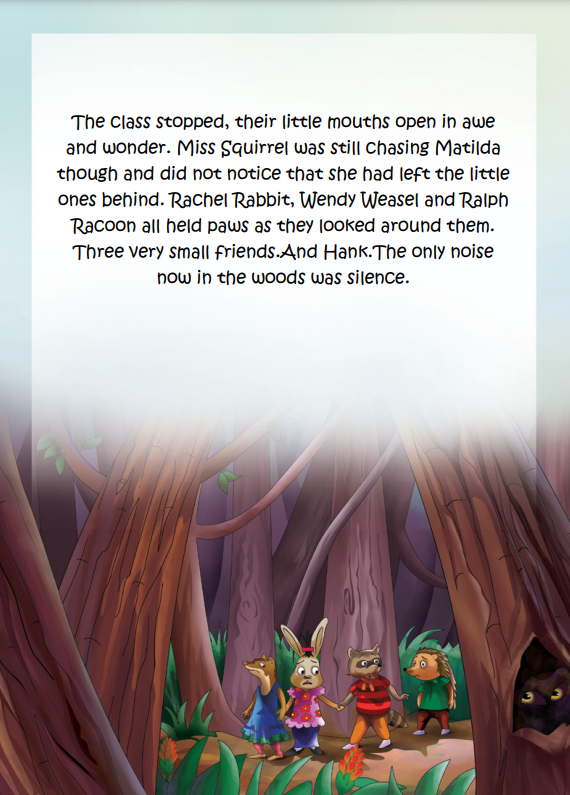 The class stopped, their little mouths open in awe
and wonder. Miss Squirrel was still chasing Matilda
though and did not notice that she had left the little
ones behind. Rachel Rabbit, Wendy Weasel and Ralph
Racoon all held paws as they looked around them.
Three very small friends.And Hank.The only noise
now in the woods was silence.